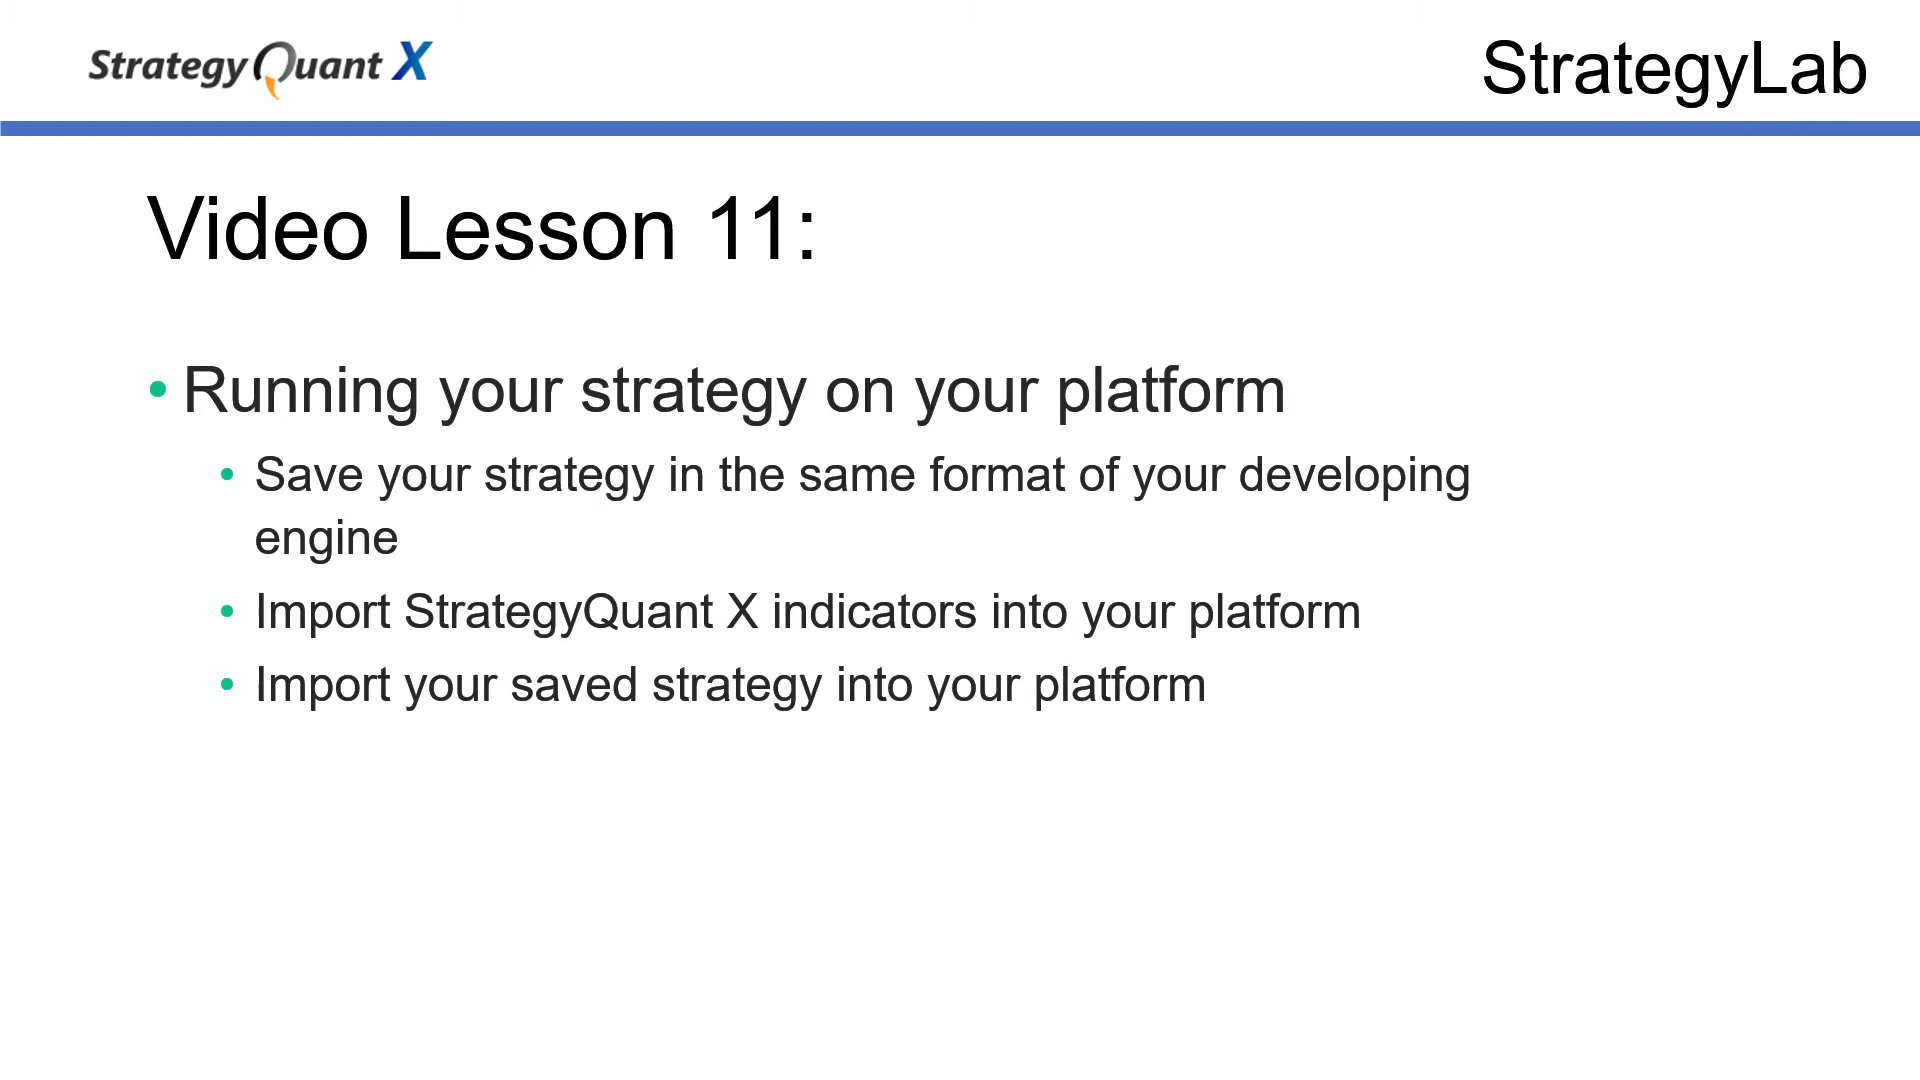 StrategyQuant X
StrategyLab
Video Lesson 11:
• Running your strategy on your platform
• Save your strategy in the same format of your developing
engine
• Import StrategyQuant X indicators into your platform
• Import your saved strategy into your platform